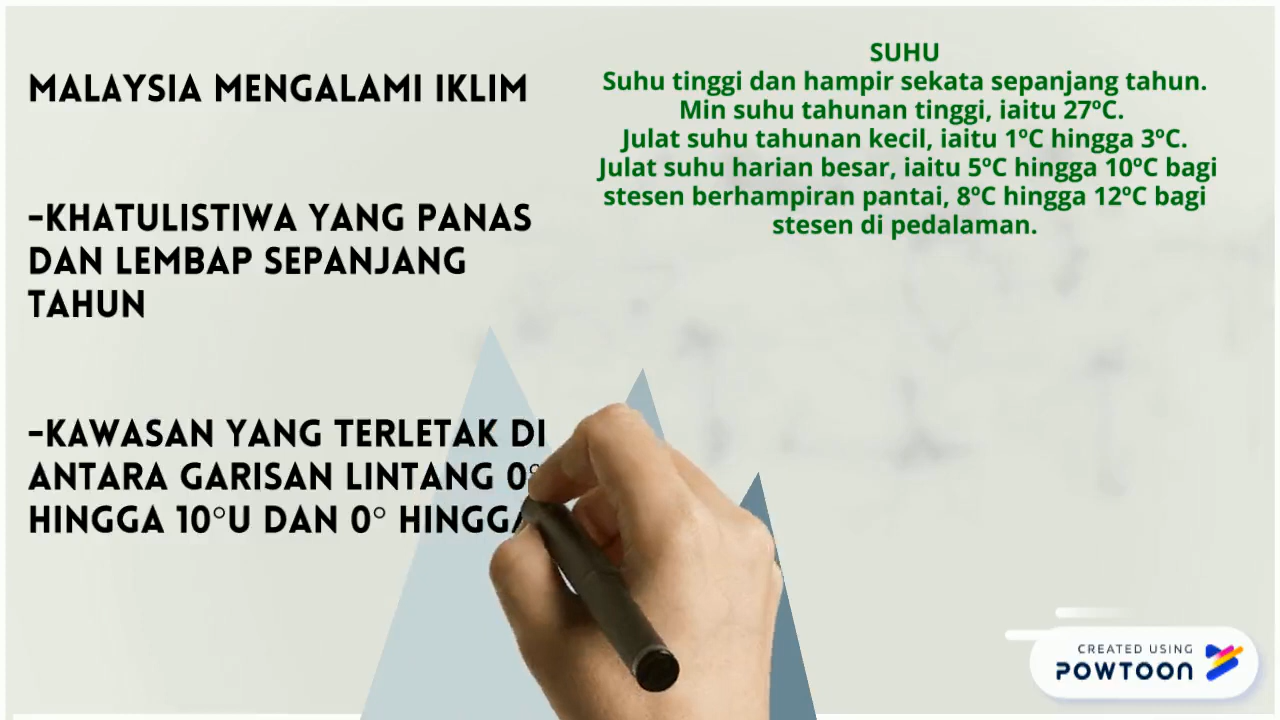 MALAYSIA MENGALAMI IKLIM
-KHATULISTIWA YANG PANAS
DAN LEMBAP SEPANJANG
TAHUN
-KAWASAN YANG TERLETAK DI
ANTARA GARISAN LINTANG 0°
HINGGA 10°U DAN 0° HINGGA
SUHU
Suhu tinggi dan hampir sekata sepanjang tahun.
Min suhu tahunan tinggi, iaitu 27ºC.
Julat suhu tahunan kecil, iaitu 1ºC hingga 3ºC.
Julat suhu harian besar, iaitu 5ºC hingga 10ºC bagi
stesen berhampiran pantai, 8ºC hingga 12ºC bagi
stesen di pedalaman.
CREATED USING
POWTOON